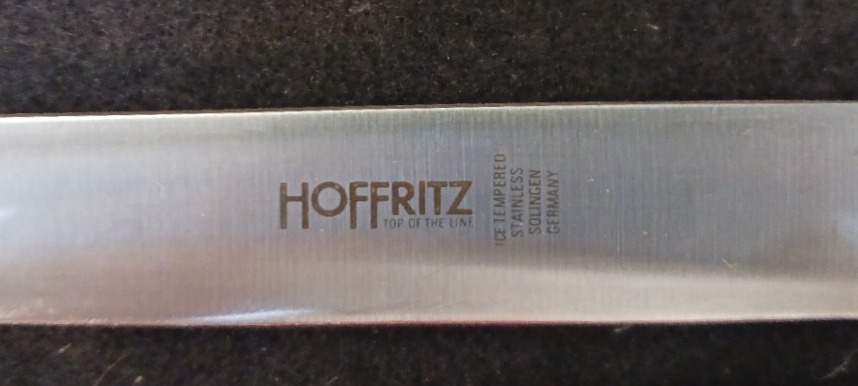 HOFFRITZ
TOP OF THE LINE
ICE TEMPERED
STAINLESS
SOLINGEN
GERMANY